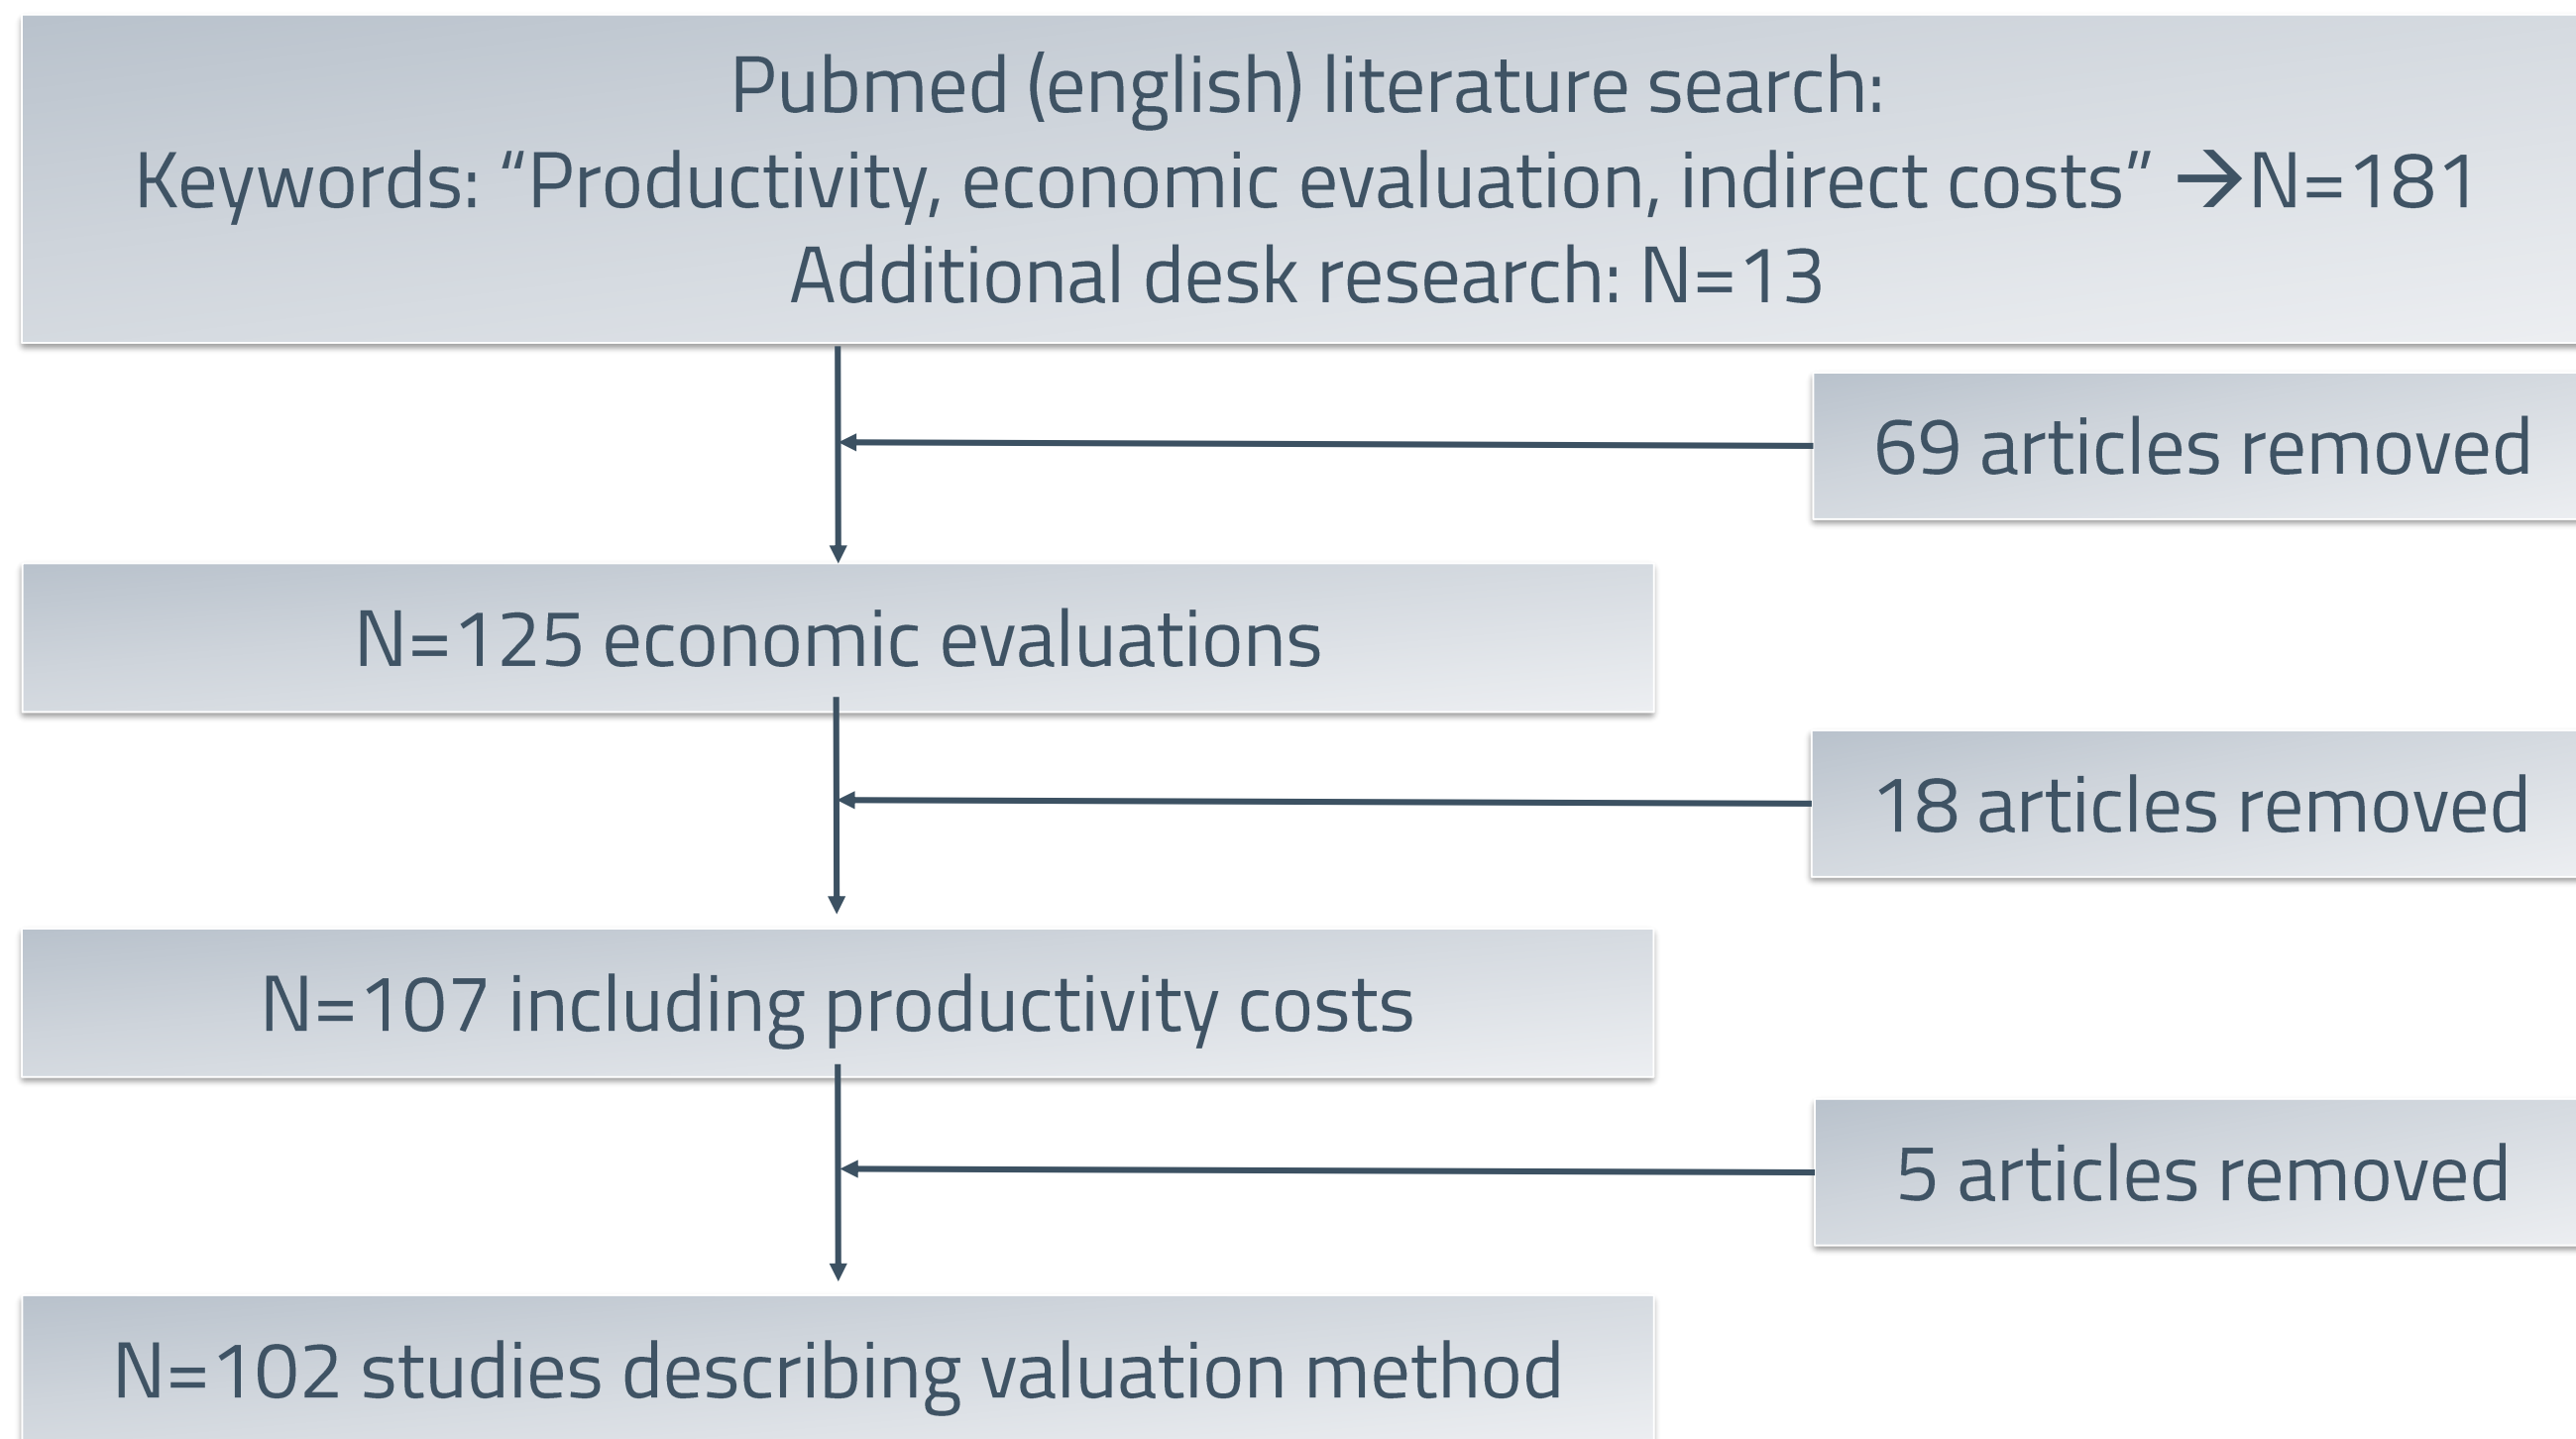 Pubmed (english) literature search:
Keywords: “Productivity, economic evaluation, indirect costs” →N=181
Additional desk research: N=13
69 articles removed
N=125 economic evaluations
18 articles removed
N=107 including productivity costs
5 articles removed
N=102 studies describing valuation method